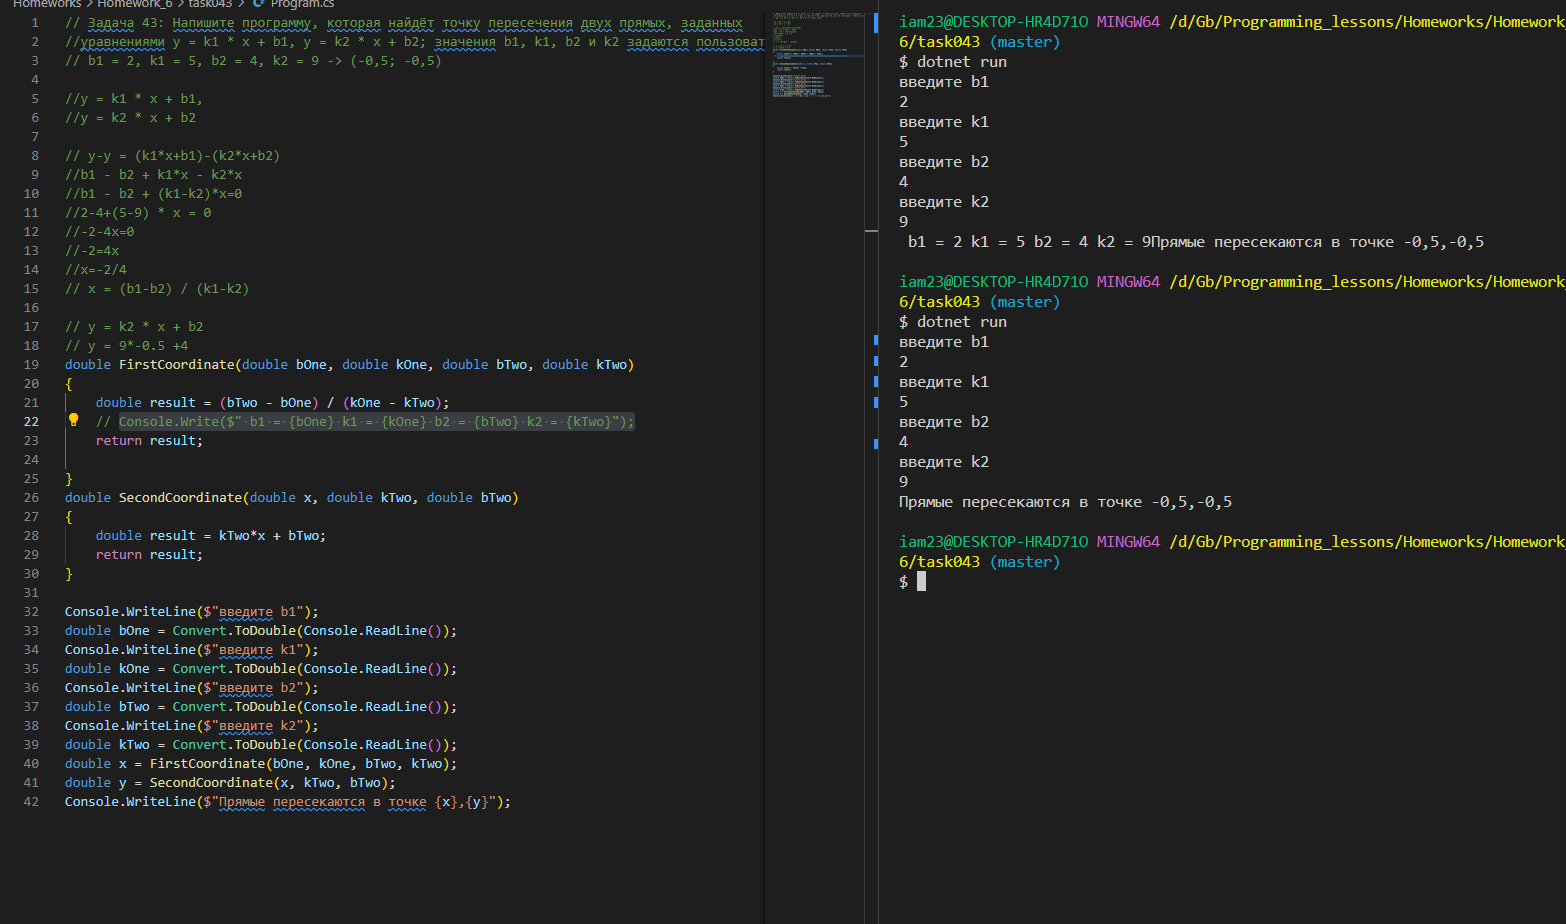 Homeworks > Homework_6 > task043 > Program.cs
1 // Задача 43: Напишите программу, которая найдёт точку пересечения двух прямых, заданных
2 //уравнениями y = k1 * x + b1, y = k2 * x + b2; значения b1, k1, b2 и k2 задаются пользоват
3 // b1 = 2, k1 = 5, b2 = 4, k2 = 9 -> (-0,5; -0,5)
4
5 //y = k1 * x + b1,
6 //y = k2 * x + b2
7
8 // y-y = (k1*x+b1)-(k2*x+b2)
9 //b1 - b2 + k1*x - k2*x
10 //b1 - b2 + (k1-k2)*x=0
11 //2-4+(5-9) * x = 0
12 //-2-4x=0
13 //-2=4x
14 //x=-2/4
15 // x = (b1-b2) / (k1-k2)
16
17 // y = k2 * x + b2
18 // y = 9*-0.5 +4
19 double FirstCoordinate(double bOne, double kOne, double bTwo, double kTwo)
20 {
21     double result = (bTwo - bOne) / (kOne - kTwo);
22     // Console.Write($" b1 = {bOne} k1 = {kOne} b2 = {bTwo} k2 = {kTwo}");
23     return result;
24
25 }
26 double SecondCoordinate(double x, double kTwo, double bTwo)
27 {
28     double result = kTwo*x + bTwo;
29     return result;
30 }
31
32 Console.WriteLine($"введите b1");
33 double bOne = Convert.ToDouble(Console.ReadLine());
34 Console.WriteLine($"введите k1");
35 double kOne = Convert.ToDouble(Console.ReadLine());
36 Console.WriteLine($"введите b2");
37 double bTwo = Convert.ToDouble(Console.ReadLine());
38 Console.WriteLine($"введите k2");
39 double kTwo = Convert.ToDouble(Console.ReadLine());
40 double x = FirstCoordinate(bOne, kOne, bTwo, kTwo);
41 double y = SecondCoordinate(x, kTwo, bTwo);
42 Console.WriteLine($"Прямые пересекаются в точке {x},{y}");
iam23@DESKTOP-HR4D71O MINGW64 /d/Gb/Programming_lessons/Homeworks/Homework_
6/task043 (master)
$ dotnet run
введите b1
2
введите k1
5
введите b2
4
введите k2
9
 b1 = 2 k1 = 5 b2 = 4 k2 = 9Прямые пересекаются в точке -0,5,-0,5

iam23@DESKTOP-HR4D71O MINGW64 /d/Gb/Programming_lessons/Homeworks/Homework_
6/task043 (master)
$ dotnet run
введите b1
2
введите k1
5
введите b2
4
введите k2
9
Прямые пересекаются в точке -0,5,-0,5

iam23@DESKTOP-HR4D71O MINGW64 /d/Gb/Programming_lessons/Homeworks/Homework_
6/task043 (master)
$